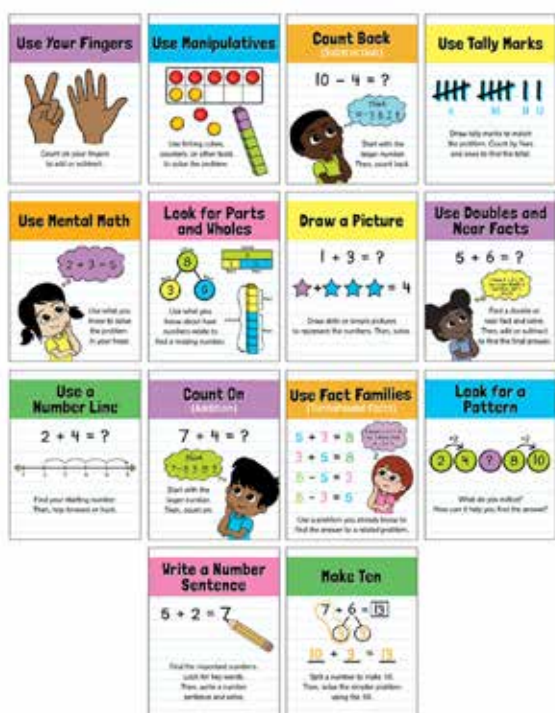 Use Your Fingers
Count on your fingers
to add or subtract.
Use Manipulatives
Use linking cubes,
counters, or other tools
to solve the problem.
Count Back
(Subtraction)
10 - 4 = ?
Think
Start with the
larger number.
Then, count back.
Use Tally Marks
Draw tally marks to match
the problem. Count by fives
and ones to find the total.
Use Mental Math
2 + 3 = 5
Use what you
know to solve
the problem
in your head.
Look for Parts
and Wholes
8
3 5
Use what you
know about how
numbers relate to
find a missing number.
Draw a Picture
1 + 3 = ?
+ = 4
Draw dots or simple pictures
to represent the numbers. Then, solve.
Use Doubles and
Near Facts
5 + 6 = ?
Find a double or
near fact and solve.
Then, add or subtract
to find the final answer.
Use a
Number Line
2 + 4 = ?
Find your starting number.
Then, hop forward or back.
Count On
(Addition)
7 + 4 = ?
Think
Start with the
larger number.
Then, count on.
Use Fact Families
(Turnaround Facts)
5 + 3 = 8
3 + 5 = 8
8 - 5 = 3
8 - 3 = 5
Use a problem you already know to
find the answer to a related problem.
Look for a
Pattern
+2 +2
2 4 ? 8 10
What do you notice?
How can it help you find the answer?
Write a Number
Sentence
5 + 2 = 7
Find the important numbers.
Look for key words.
Then, write a number
sentence and solve.
Make Ten
7 + 6 = 13
3 3
10 + 3 = 13
Split a number to make 10.
Then, solve the simpler problem
using the 10.